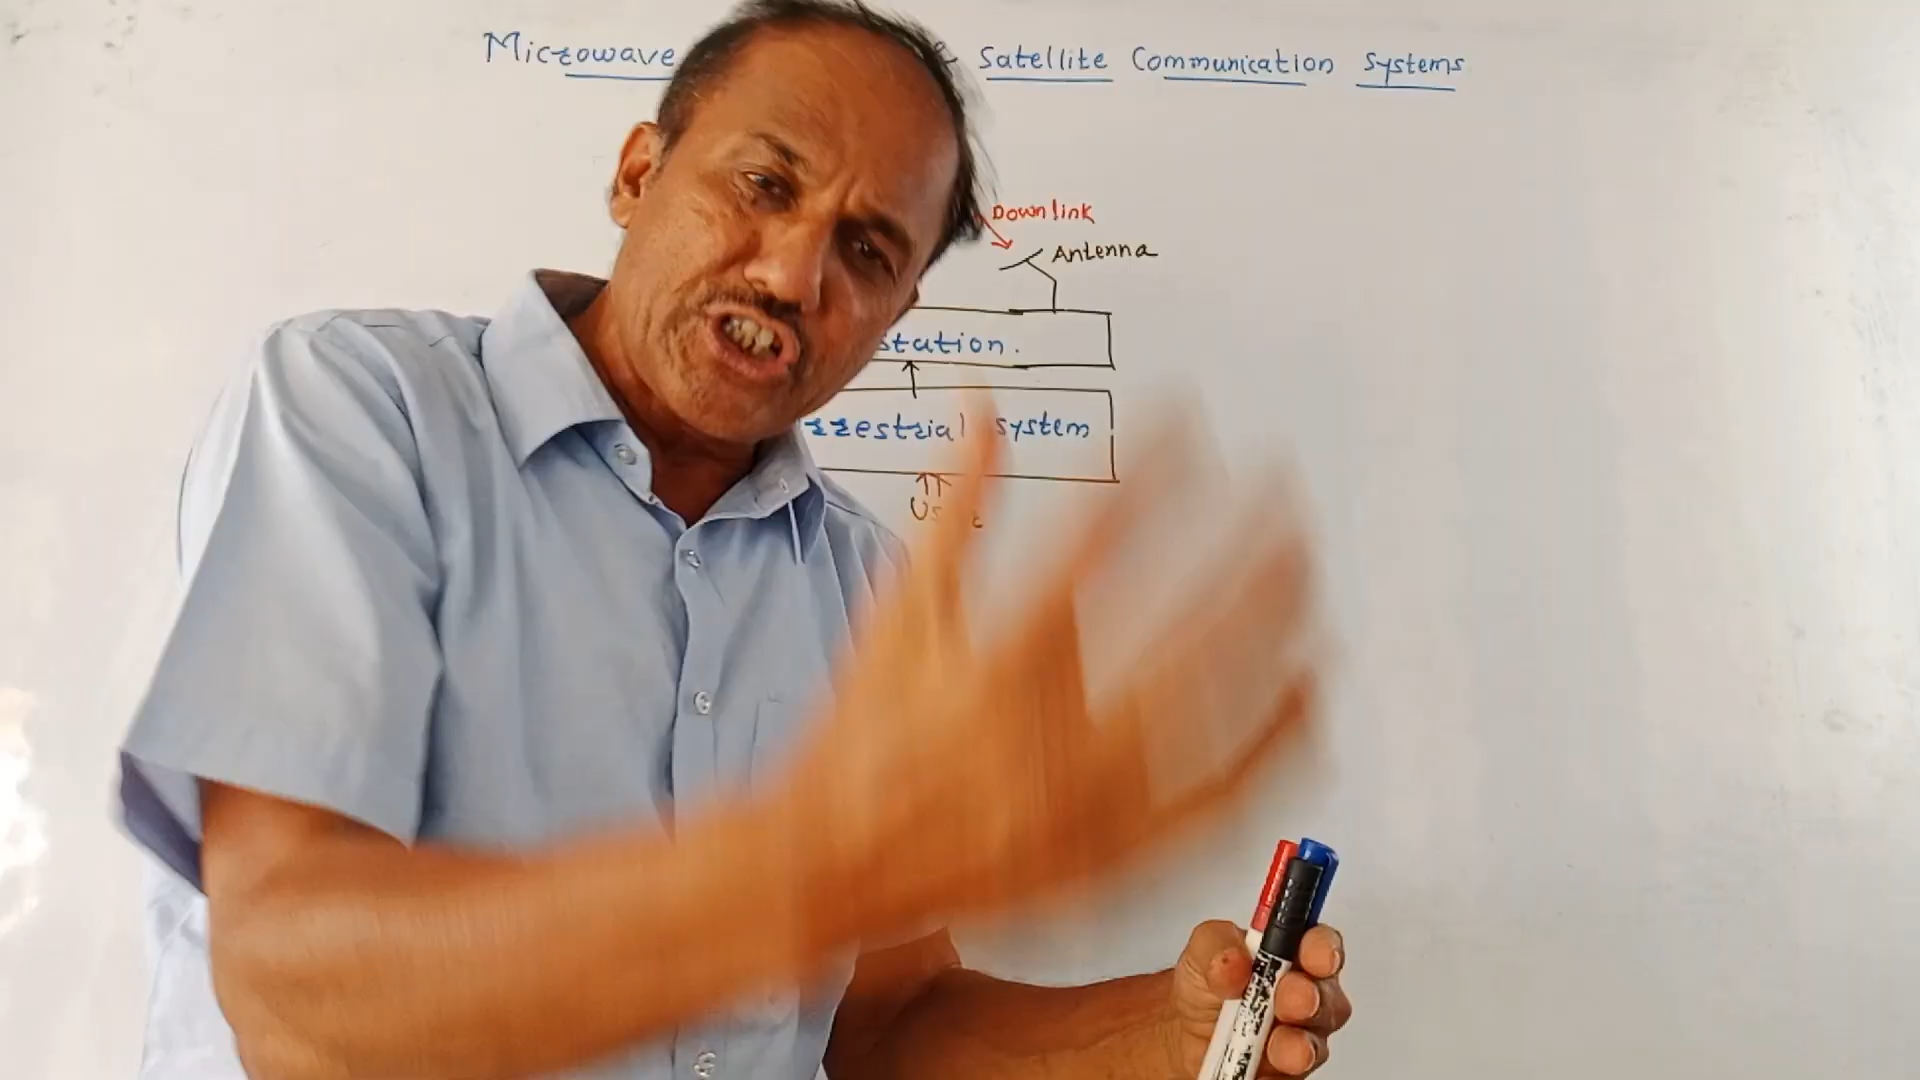 Microwave & Satellite Communication Systems
Downlink
Antenna
station.
rrestrial system